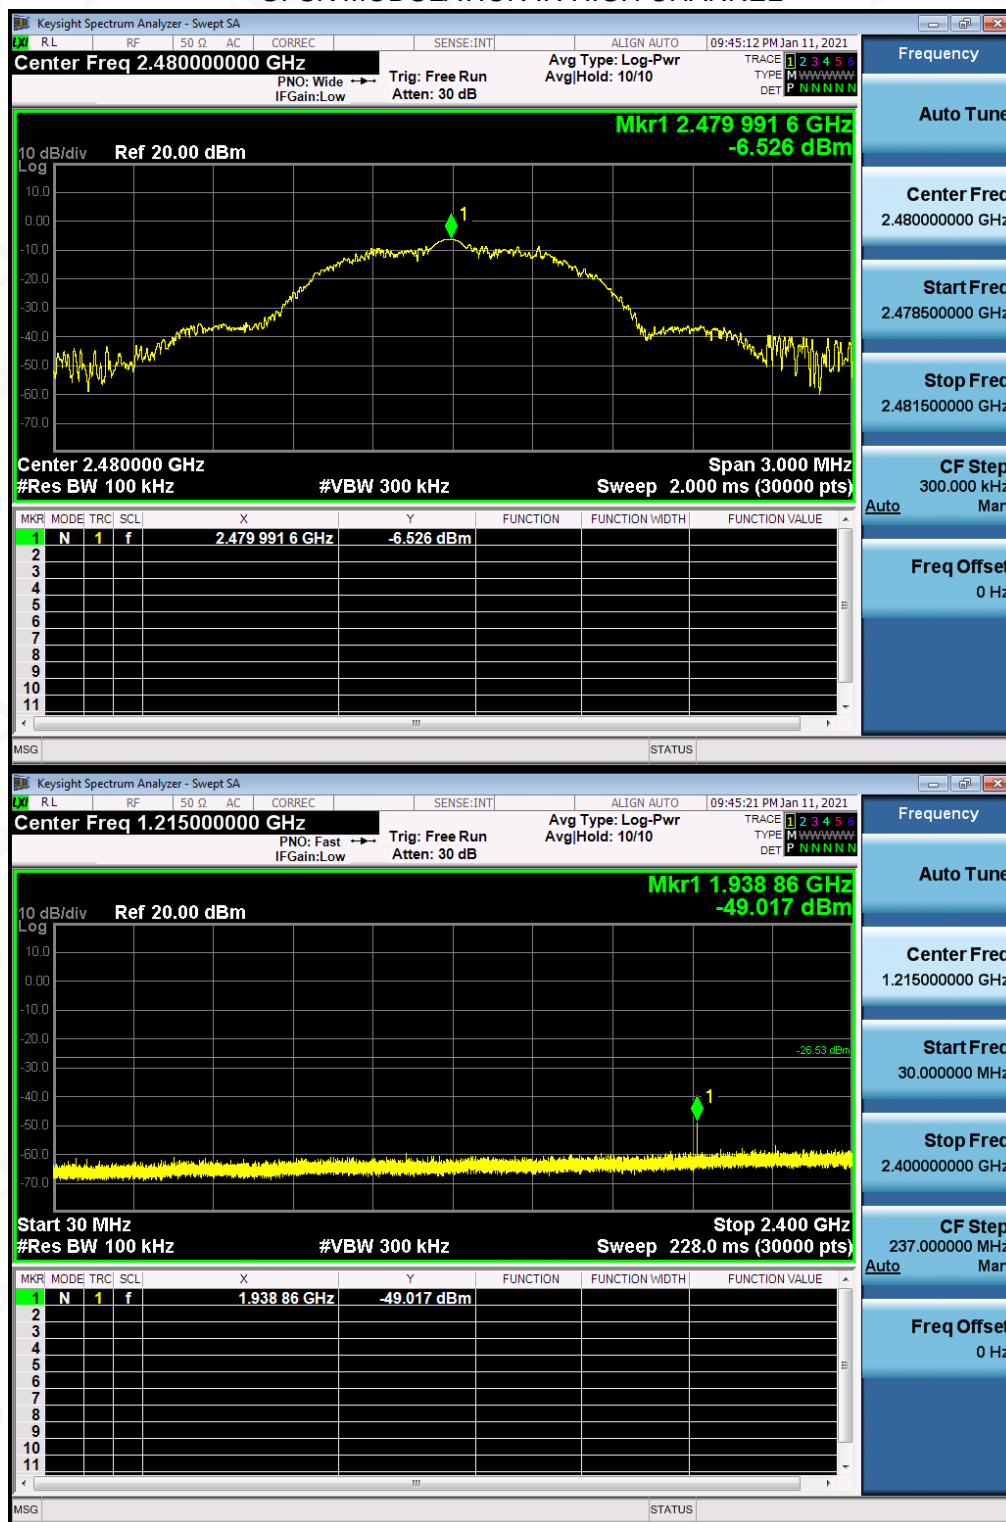 Keysight Spectrum Analyzer - Swept SA
LXI RL RF 50 Ω AC CORREC SENSE:INT ALIGN AUTO 09:45:12 PM Jan 11, 2021
Center Freq 2.480000000 GHz
PNO: Wide
IFGain:Low
Trig: Free Run
Atten: 30 dB
Avg Type: Log-Pwr
Avg|Hold: 10/10
TRACE 1 2 3 4 5 6
TYPE M WWWWW
DET P N N N N N
Mkr1 2.479 991 6 GHz
-6.526 dBm
10 dB/div Ref 20.00 dBm
Log
10.0
0.00
-10.0
-20.0
-30.0
-40.0
-50.0
-60.0
-70.0
1
Center 2.480000 GHz Span 3.000 MHz
#Res BW 100 kHz #VBW 300 kHz Sweep 2.000 ms (30000 pts)
MKR MODE TRC SCL X Y FUNCTION FUNCTION WIDTH FUNCTION VALUE
1 N 1 f 2.479 991 6 GHz -6.526 dBm
2
3
4
5
6
7
8
9
10
11
MSG STATUS
Frequency
Auto Tune
Center Freq
2.480000000 GHz
Start Freq
2.478500000 GHz
Stop Freq
2.481500000 GHz
CF Step
300.000 kHz
Auto Man
Freq Offset
0 Hz
Keysight Spectrum Analyzer - Swept SA
LXI RL RF 50 Ω AC CORREC SENSE:INT ALIGN AUTO 09:45:21 PM Jan 11, 2021
Center Freq 1.215000000 GHz
PNO: Fast
IFGain:Low
Trig: Free Run
Atten: 30 dB
Avg Type: Log-Pwr
Avg|Hold: 10/10
TRACE 1 2 3 4 5 6
TYPE M WWWWW
DET P N N N N N
Mkr1 1.938 86 GHz
-49.017 dBm
10 dB/div Ref 20.00 dBm
Log
10.0
0.00
-10.0
-20.0
-30.0
-40.0
-50.0
-60.0
-70.0
-26.53 dBm
1
Start 30 MHz Stop 2.400 GHz
#Res BW 100 kHz #VBW 300 kHz Sweep 228.0 ms (30000 pts)
MKR MODE TRC SCL X Y FUNCTION FUNCTION WIDTH FUNCTION VALUE
1 N 1 f 1.938 86 GHz -49.017 dBm
2
3
4
5
6
7
8
9
10
11
MSG STATUS
Frequency
Auto Tune
Center Freq
1.215000000 GHz
Start Freq
30.000000 MHz
Stop Freq
2.400000000 GHz
CF Step
237.000000 MHz
Auto Man
Freq Offset
0 Hz